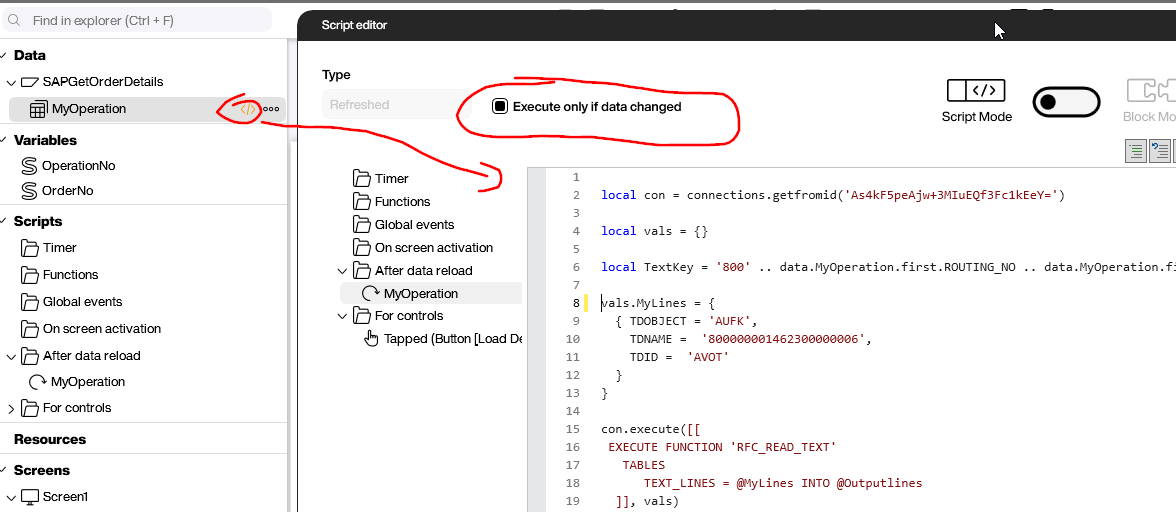 Find in explorer (Ctrl + F)
Data
SAPGetOrderDetails
MyOperation
Variables
OperationNo
OrderNo
Scripts
Timer
Functions
Global events
On screen activation
After data reload
MyOperation
For controls
Resources
Screens
Screen1
Script editor
Type
Refreshed
Execute only if data changed
Script Mode
Block Mo
Timer
Functions
Global events
On screen activation
After data reload
MyOperation
For controls
Tapped (Button [Load De
1
2 local con = connections.getfromid('As4kF5peAjw+3MIuEQf3Fc1kEeY=')
3
4 local vals = {}
5
6 local TextKey = '800' .. data.MyOperation.first.ROUTING_NO .. data.MyOperation.fi
7
8 vals.MyLines = {
9 { TDOBJECT = 'AUFK',
10 TDNAME = '800000001462300000006',
11 TDID = 'AVOT'
12 }
13 }
14
15 con.execute([[
16 EXECUTE FUNCTION 'RFC_READ_TEXT'
17 TABLES
18 TEXT_LINES = @MyLines INTO @Outputlines
19 ]], vals)